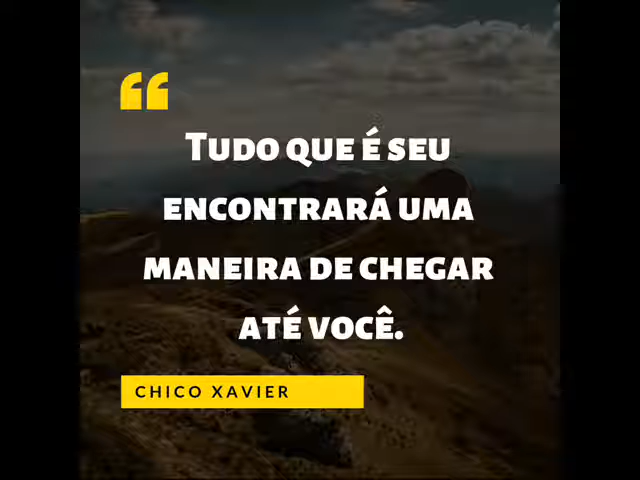 Tudo que é seu
encontrará uma
maneira de chegar
até você.
CHICO XAVIER